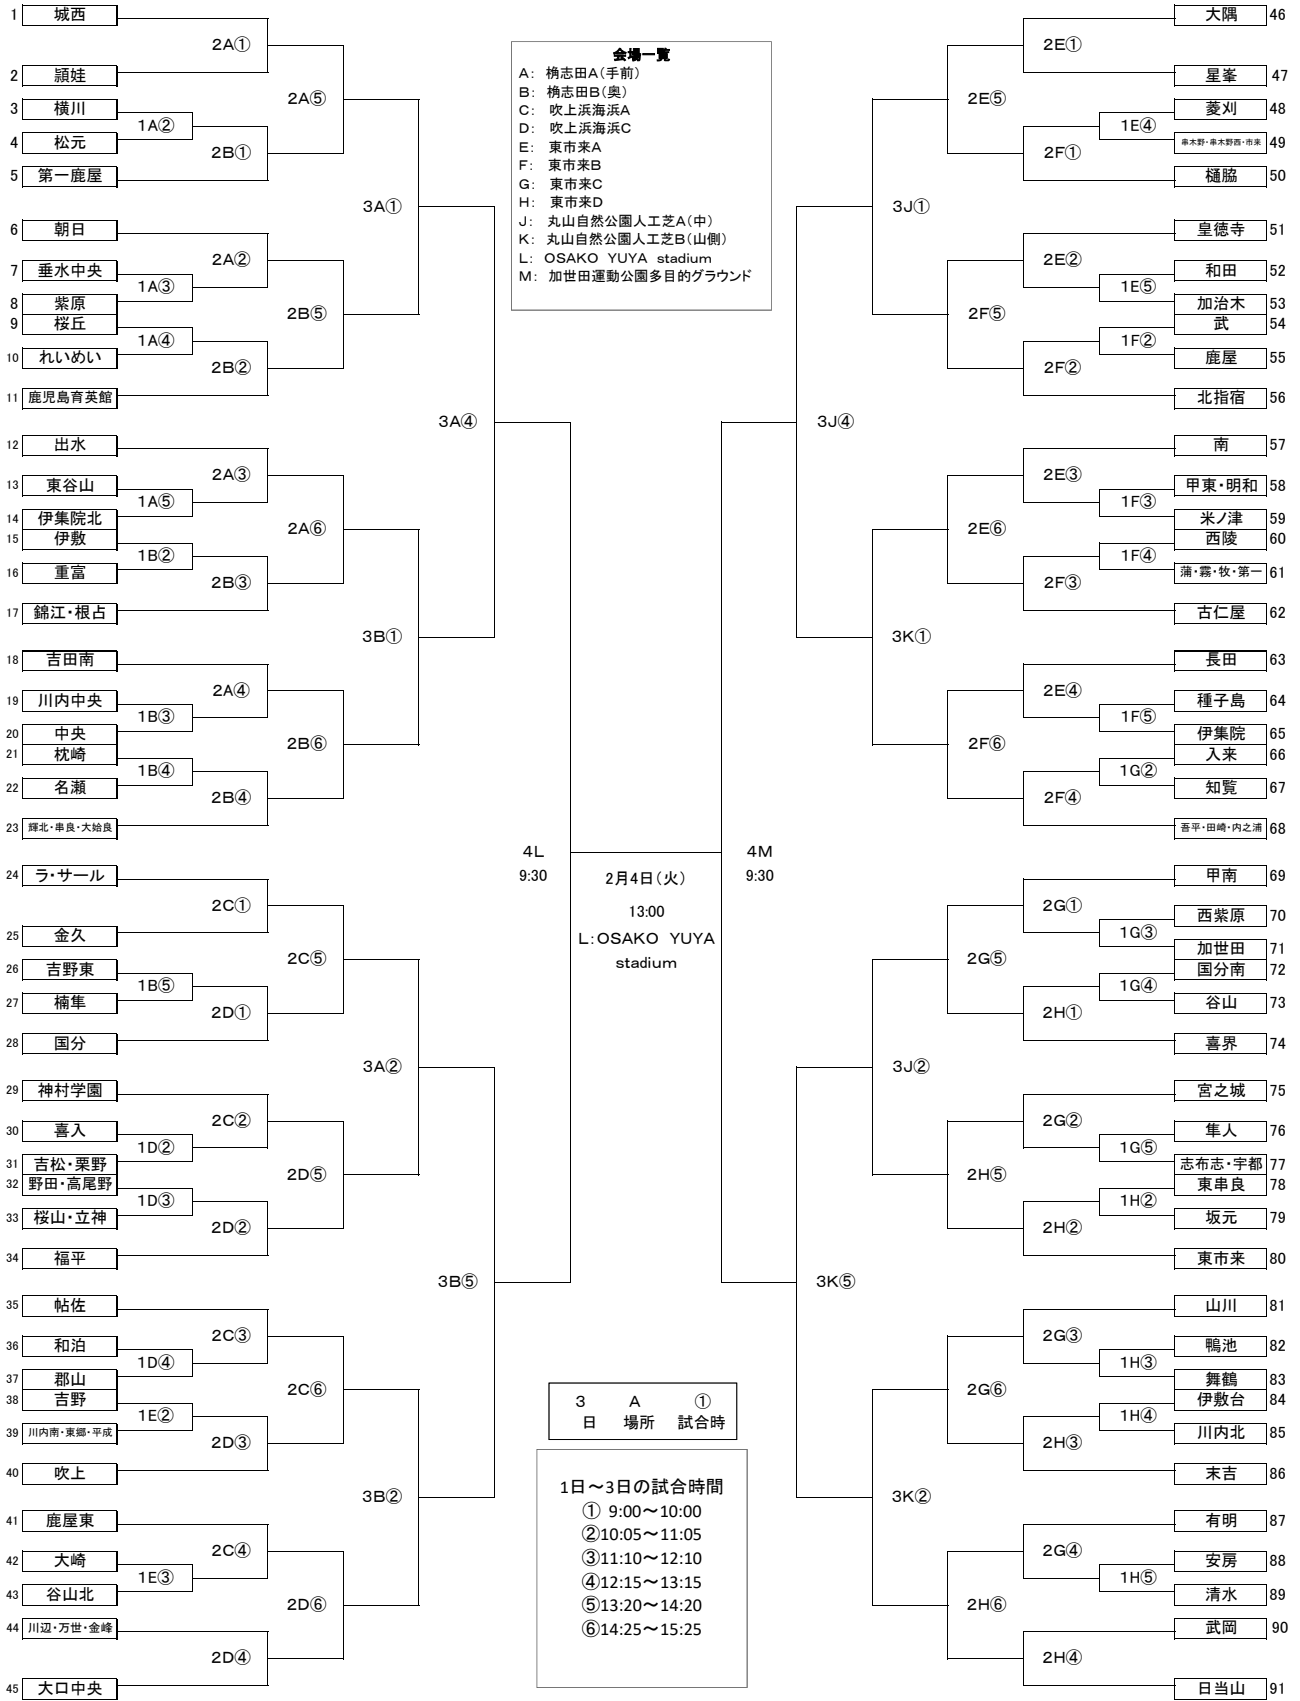 1 城西
2 頴娃
3 横川
4 松元
5 第一鹿屋
6 朝日
7 垂水中央
8 紫原
9 桜丘
10 れいめい
11 鹿児島育英館
12 出水
13 東谷山
14 伊集院北
15 伊敷
16 重富
17 錦江・根占
18 吉田南
19 川内中央
20 中央
21 枕崎
22 名瀬
23 輝北・串良・大姶良
24 ラ・サール
25 金久
26 吉野東
27 楠隼
28 国分
29 神村学園
30 喜入
31 吉松・栗野
32 野田・高尾野
33 桜山・立神
34 福平
35 帖佐
36 和泊
37 郡山
38 吉野
39 川内南・東郷・平成
40 吹上
41 鹿屋東
42 大崎
43 谷山北
44 川辺・万世・金峰
45 大口中央
1A②
1A③
1A④
1A⑤
1B②
1B③
1B④
1B⑤
1D②
1D③
1D④
1E②
1E③
2A①
2B①
2A②
2B②
2A③
2B③
2A④
2B④
2C①
2D①
2C②
2D②
2C③
2D③
2C④
2D④
2A⑤
2B⑤
2A⑥
2B⑥
2C⑤
2D⑤
2C⑥
2D⑥
3A①
3B①
3A②
3B②
3A④
3B⑤
4L
9:30
会場一覧
A: 桷志田A(手前)
B: 桷志田B(奥)
C: 吹上浜海浜A
D: 吹上浜海浜C
E: 東市来A
F: 東市来B
G: 東市来C
H: 東市来D
J: 丸山自然公園人工芝A(中)
K: 丸山自然公園人工芝B(山側)
L: OSAKO YUYA stadium
M: 加世田運動公園多目的グラウンド
2月4日(火)
13:00
L:OSAKO YUYA
stadium
3 A ①
日 場所 試合時
1日~3日の試合時間
① 9:00~10:00
②10:05~11:05
③11:10~12:10
④12:15~13:15
⑤13:20~14:20
⑥14:25~15:25
4M
9:30
3J④
3K⑤
3J①
3K①
3J②
3K②
2E⑤
2F⑤
2E⑥
2F⑥
2G⑤
2H⑤
2G⑥
2H⑥
2E①
2F①
2E②
2F②
2E③
2F③
2E④
2F④
2G①
2H①
2G②
2H②
2G③
2H③
2G④
2H④
1E④
1E⑤
1F②
1F③
1F④
1F⑤
1G②
1G③
1G④
1G⑤
1H②
1H③
1H④
1H⑤
大隅 46
星峯 47
菱刈 48
串木野・串木野西・市来 49
樋脇 50
皇徳寺 51
和田 52
加治木 53
武 54
鹿屋 55
北指宿 56
南 57
甲東・明和 58
米ノ津 59
西陵 60
蒲・霧・牧・第一 61
古仁屋 62
長田 63
種子島 64
伊集院 65
入来 66
知覧 67
吾平・田崎・内之浦 68
甲南 69
西紫原 70
加世田 71
国分南 72
谷山 73
喜界 74
宮之城 75
隼人 76
志布志・宇都 77
東串良 78
坂元 79
東市来 80
山川 81
鴨池 82
舞鶴 83
伊敷台 84
川内北 85
末吉 86
有明 87
安房 88
清水 89
武岡 90
日当山 91